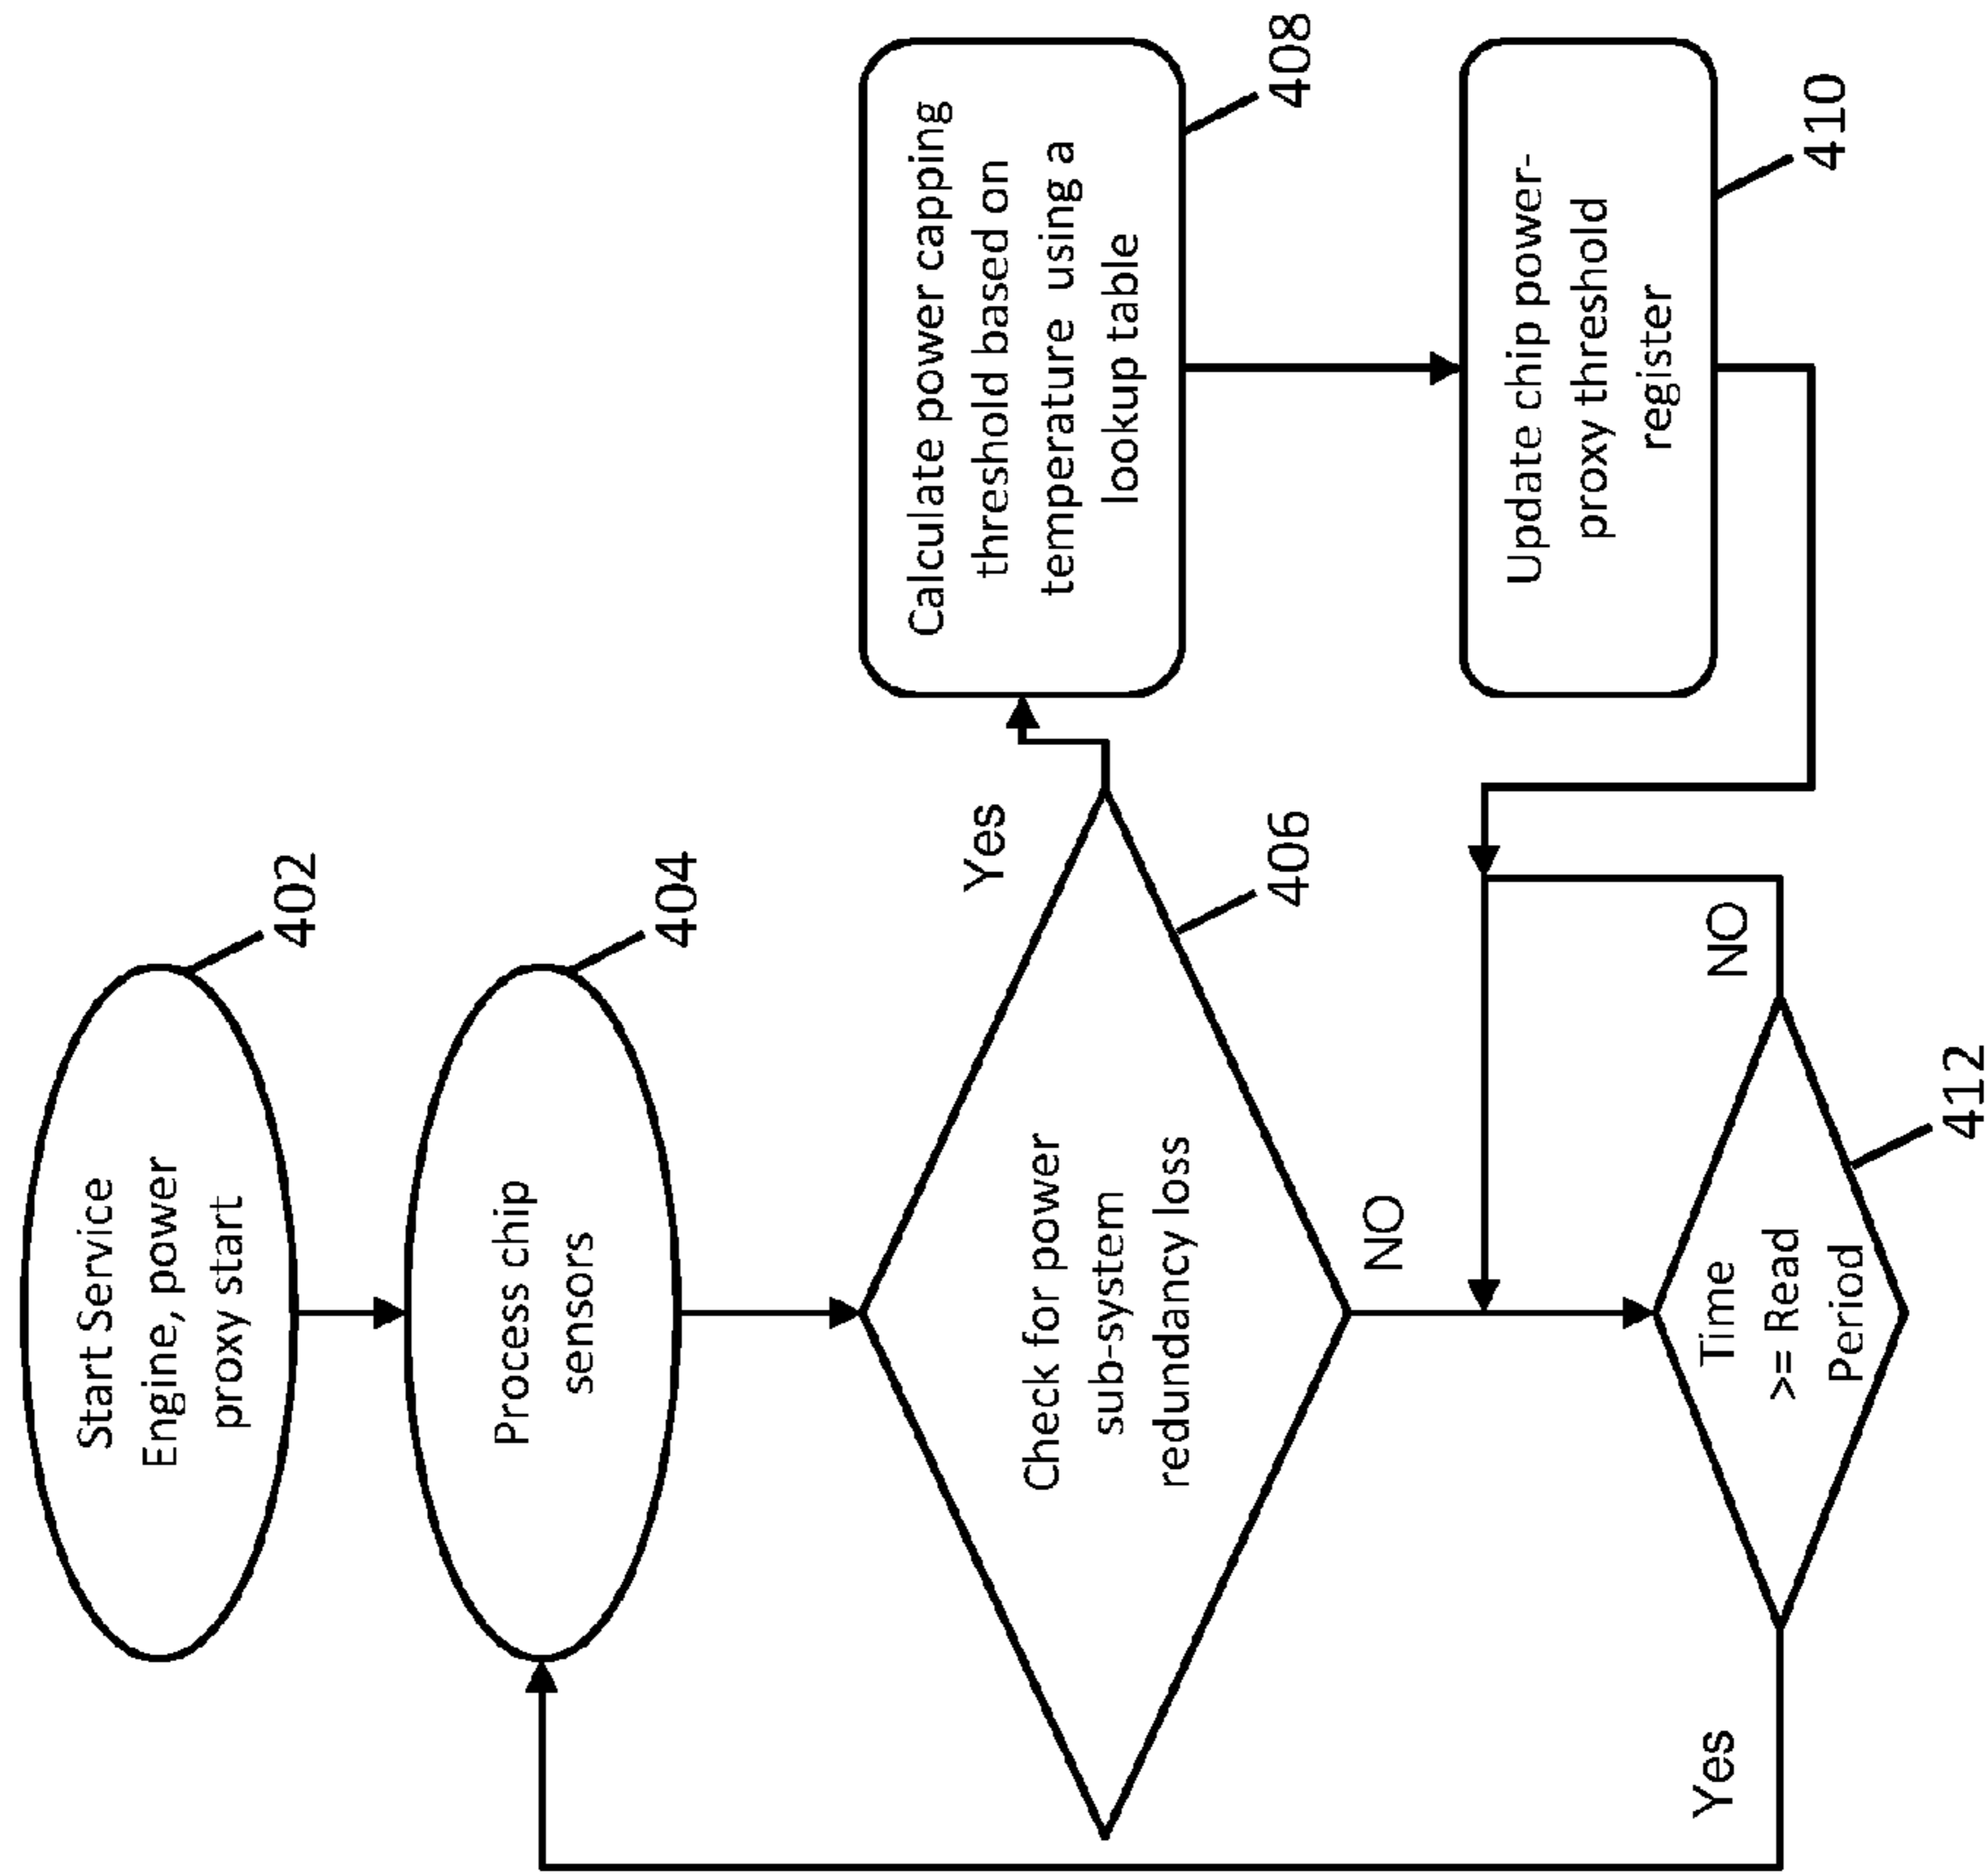 Start Service
Engine, power
proxy start
402
Process chip
sensors
404
Check for power
sub-system
redundancy loss
406
Yes
NO
Calculate power capping
threshold based on
temperature using a
lookup table
408
Update chip power-
proxy threshold
register
410
Time
>= Read
Period
412
NO
Yes